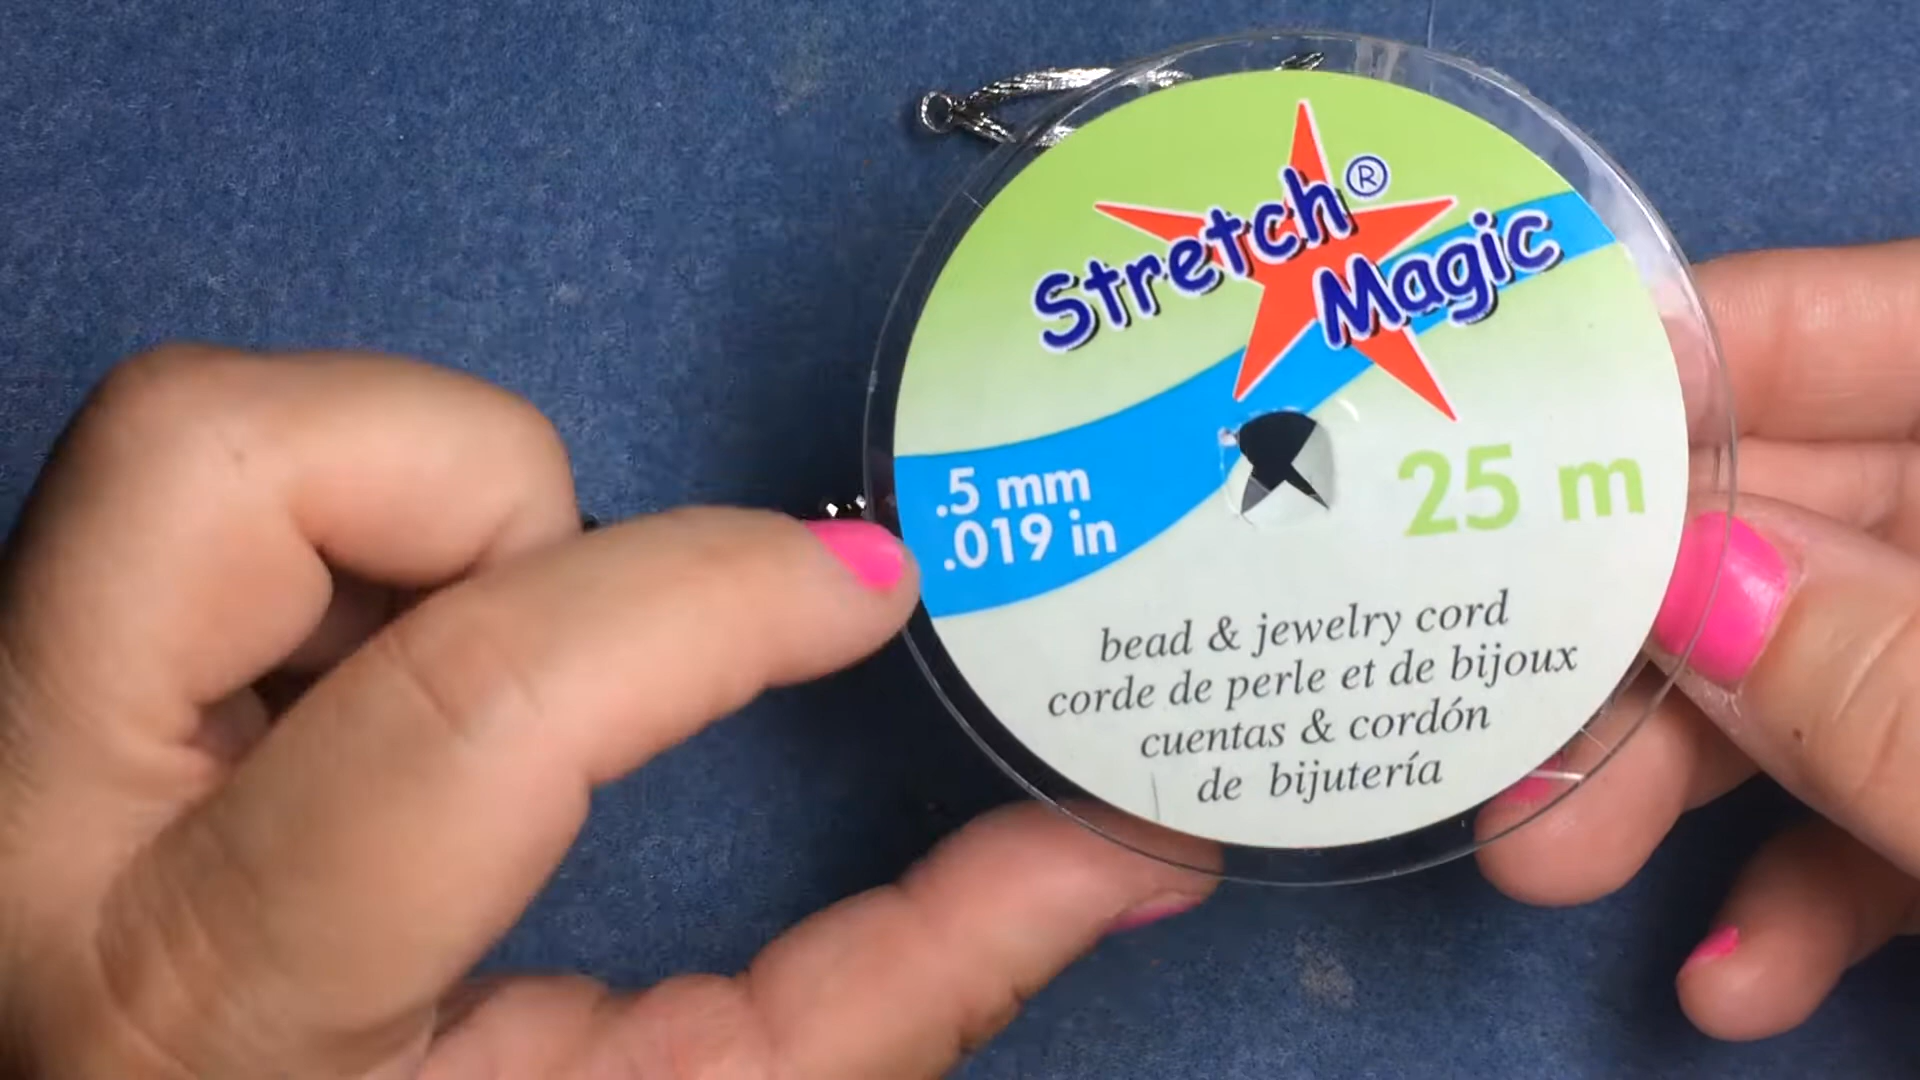 Stretch®
Magic
.5 mm
.019 in
25 m
bead & jewelry cord
corde de perle et de bijoux
cuentas & cordón
de bijutería